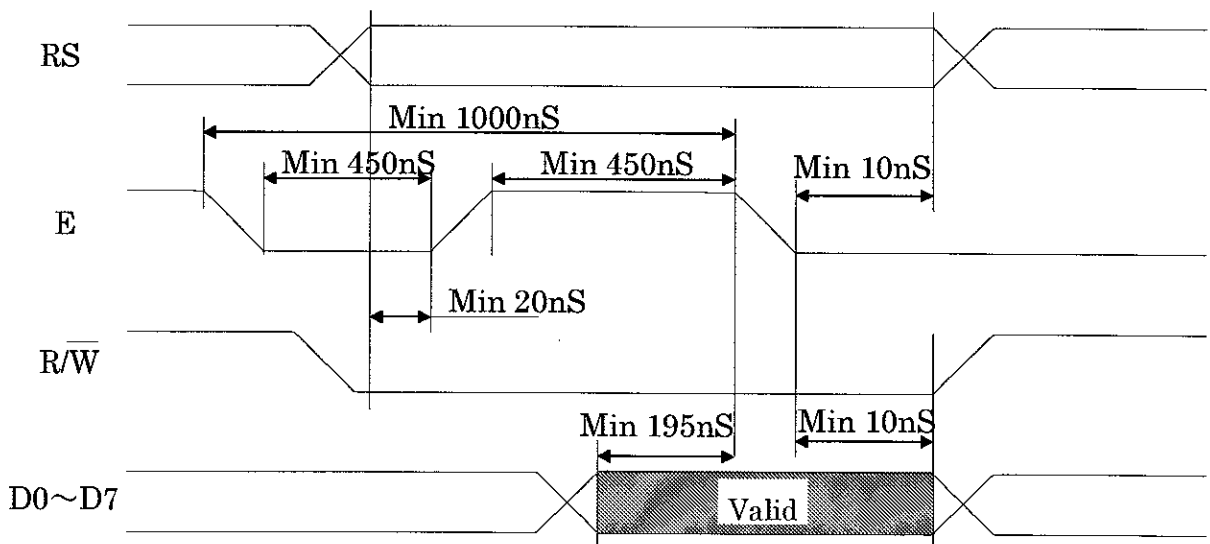 RS
Min 1000nS
Min 450nS
Min 450nS
Min 10nS
E
Min 20nS
R/W̅
Min 195nS
Min 10nS
D0～D7
Valid